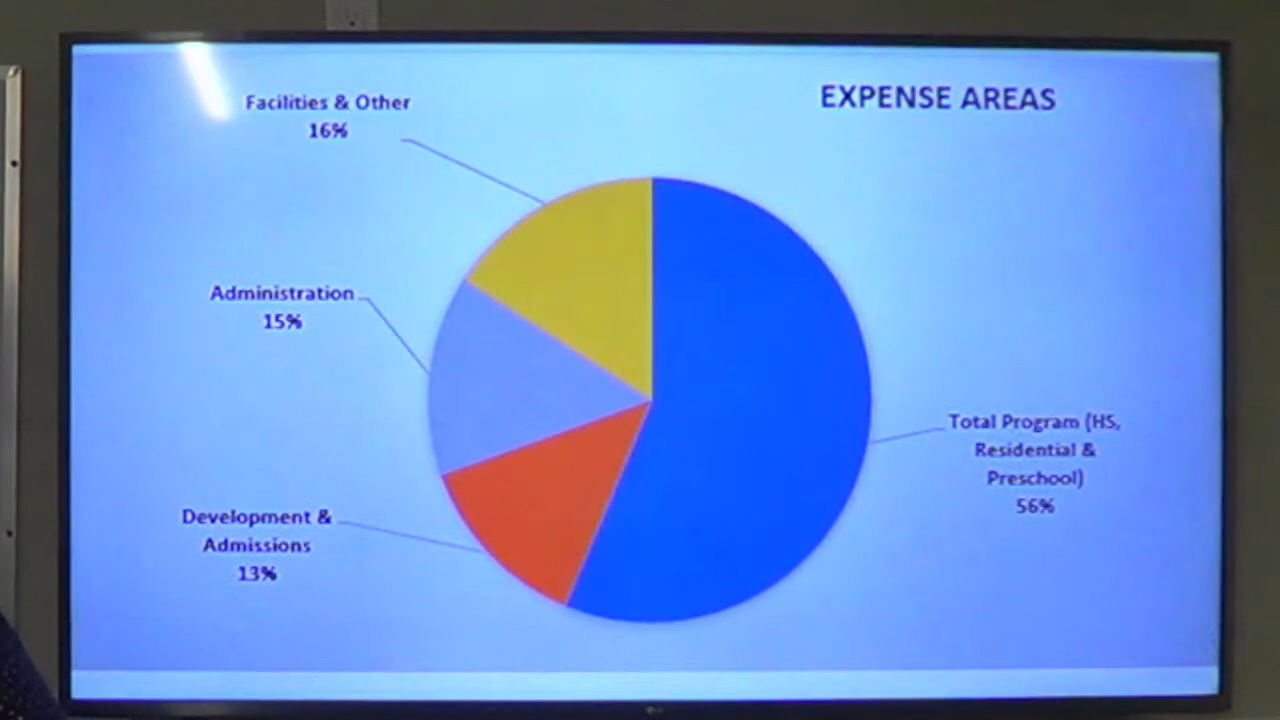 EXPENSE AREAS
Facilities & Other
16%
Administration
15%
Total Program (HS,
Residential &
Preschool)
56%
Development &
Admissions
13%